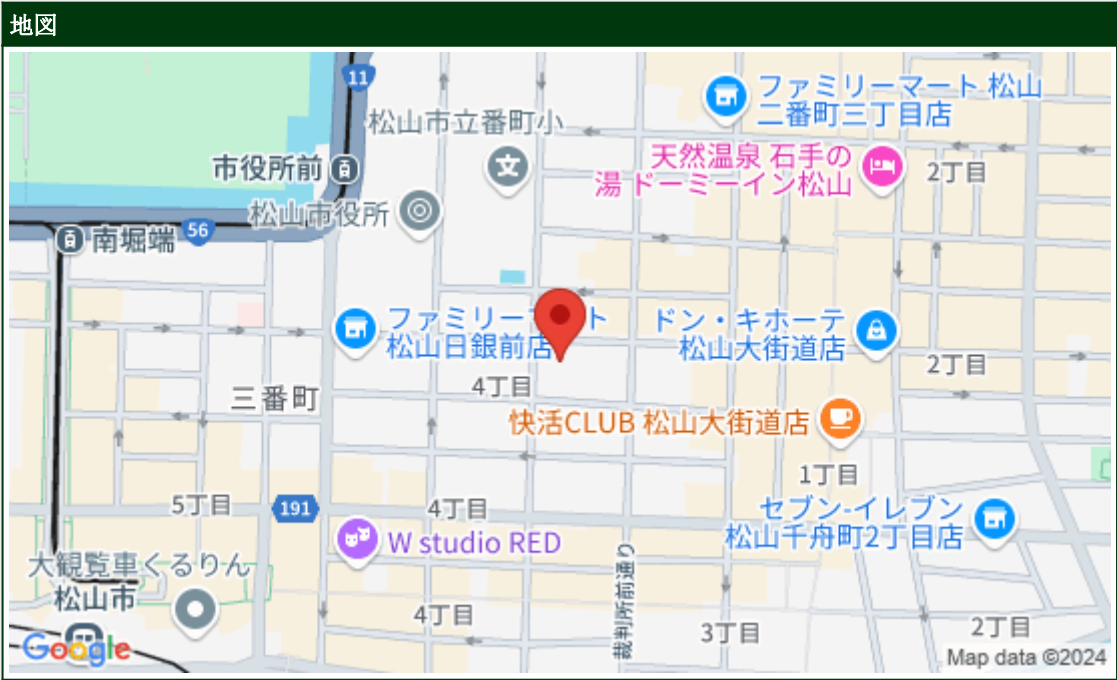 地図
11
ファミリーマート 松山
二番町三丁目店
松山市立番町小
天然温泉 石手の
湯 ドーミーイン松山
2丁目
市役所前
松山市役所
56
南堀端
ファミリーマート
松山日銀前店
ドン・キホーテ
松山大街道店
2丁目
4丁目
三番町
快活CLUB 松山大街道店
1丁目
5丁目
191
4丁目
セブン-イレブン
松山千舟町2丁目店
W studio RED
裁判所前通り
大観覧車くるりん
松山市
4丁目
3丁目
2丁目
Google
Map data ©2024